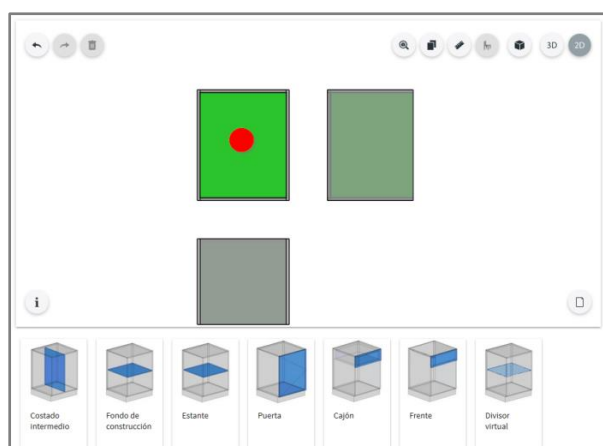 3D 2D
i
Costado
intermedio
Fondo de
construcción
Estante
Puerta
Cajón
Frente
Divisor
virtual